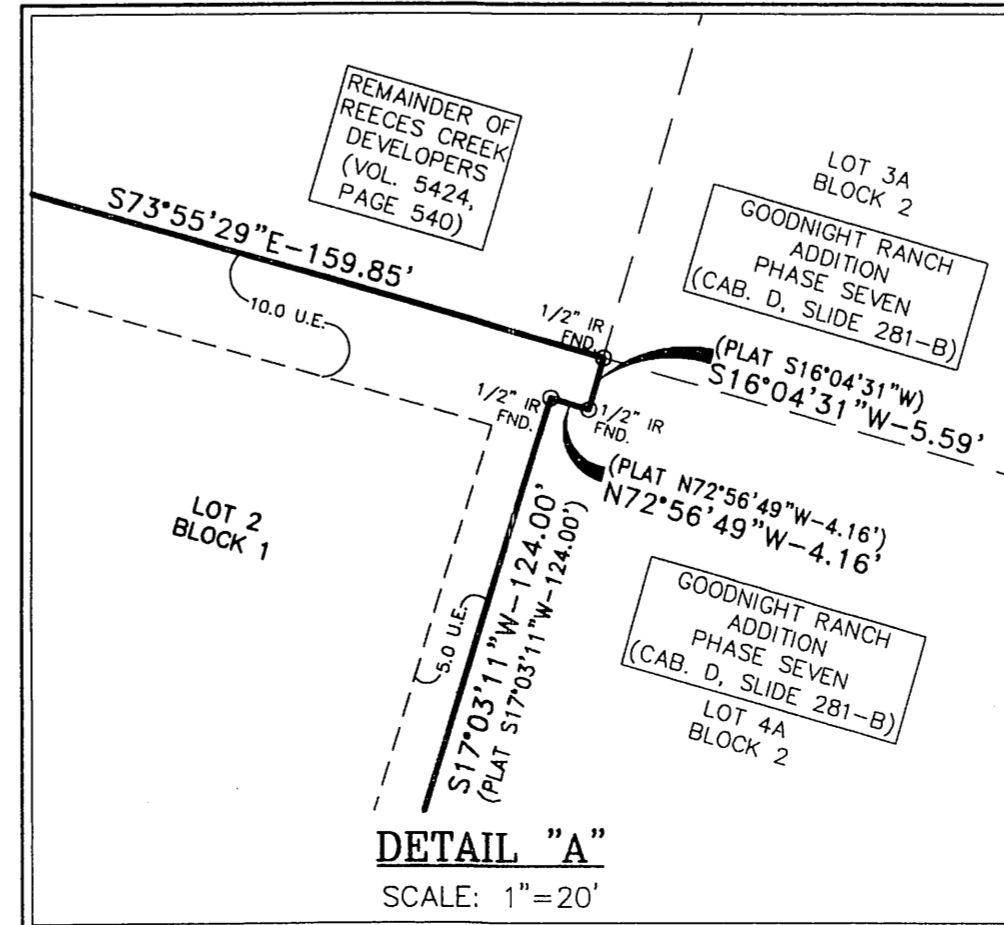 REMAINDER OF
REECES CREEK
DEVELOPERS
(VOL. 5424,
PAGE 540)
LOT 3A
BLOCK 2
GOODNIGHT RANCH
ADDITION
PHASE SEVEN
(CAB. D, SLIDE 281-B)
S73°55'29"E-159.85'
10.0 U.E.
1/2" IR
FND.
(PLAT S16°04'31"W)
S16°04'31"W-5.59'
1/2" IR
FND.
1/2" IR
FND.
(PLAT N72°56'49"W-4.16')
N72°56'49"W-4.16'
LOT 2
BLOCK 1
5.0 U.E.
S17°03'11"W-124.00'
(PLAT S17°03'11"W-124.00')
GOODNIGHT RANCH
ADDITION
PHASE SEVEN
(CAB. D, SLIDE 281-B)
LOT 4A
BLOCK 2
DETAIL "A"
SCALE: 1"=20'